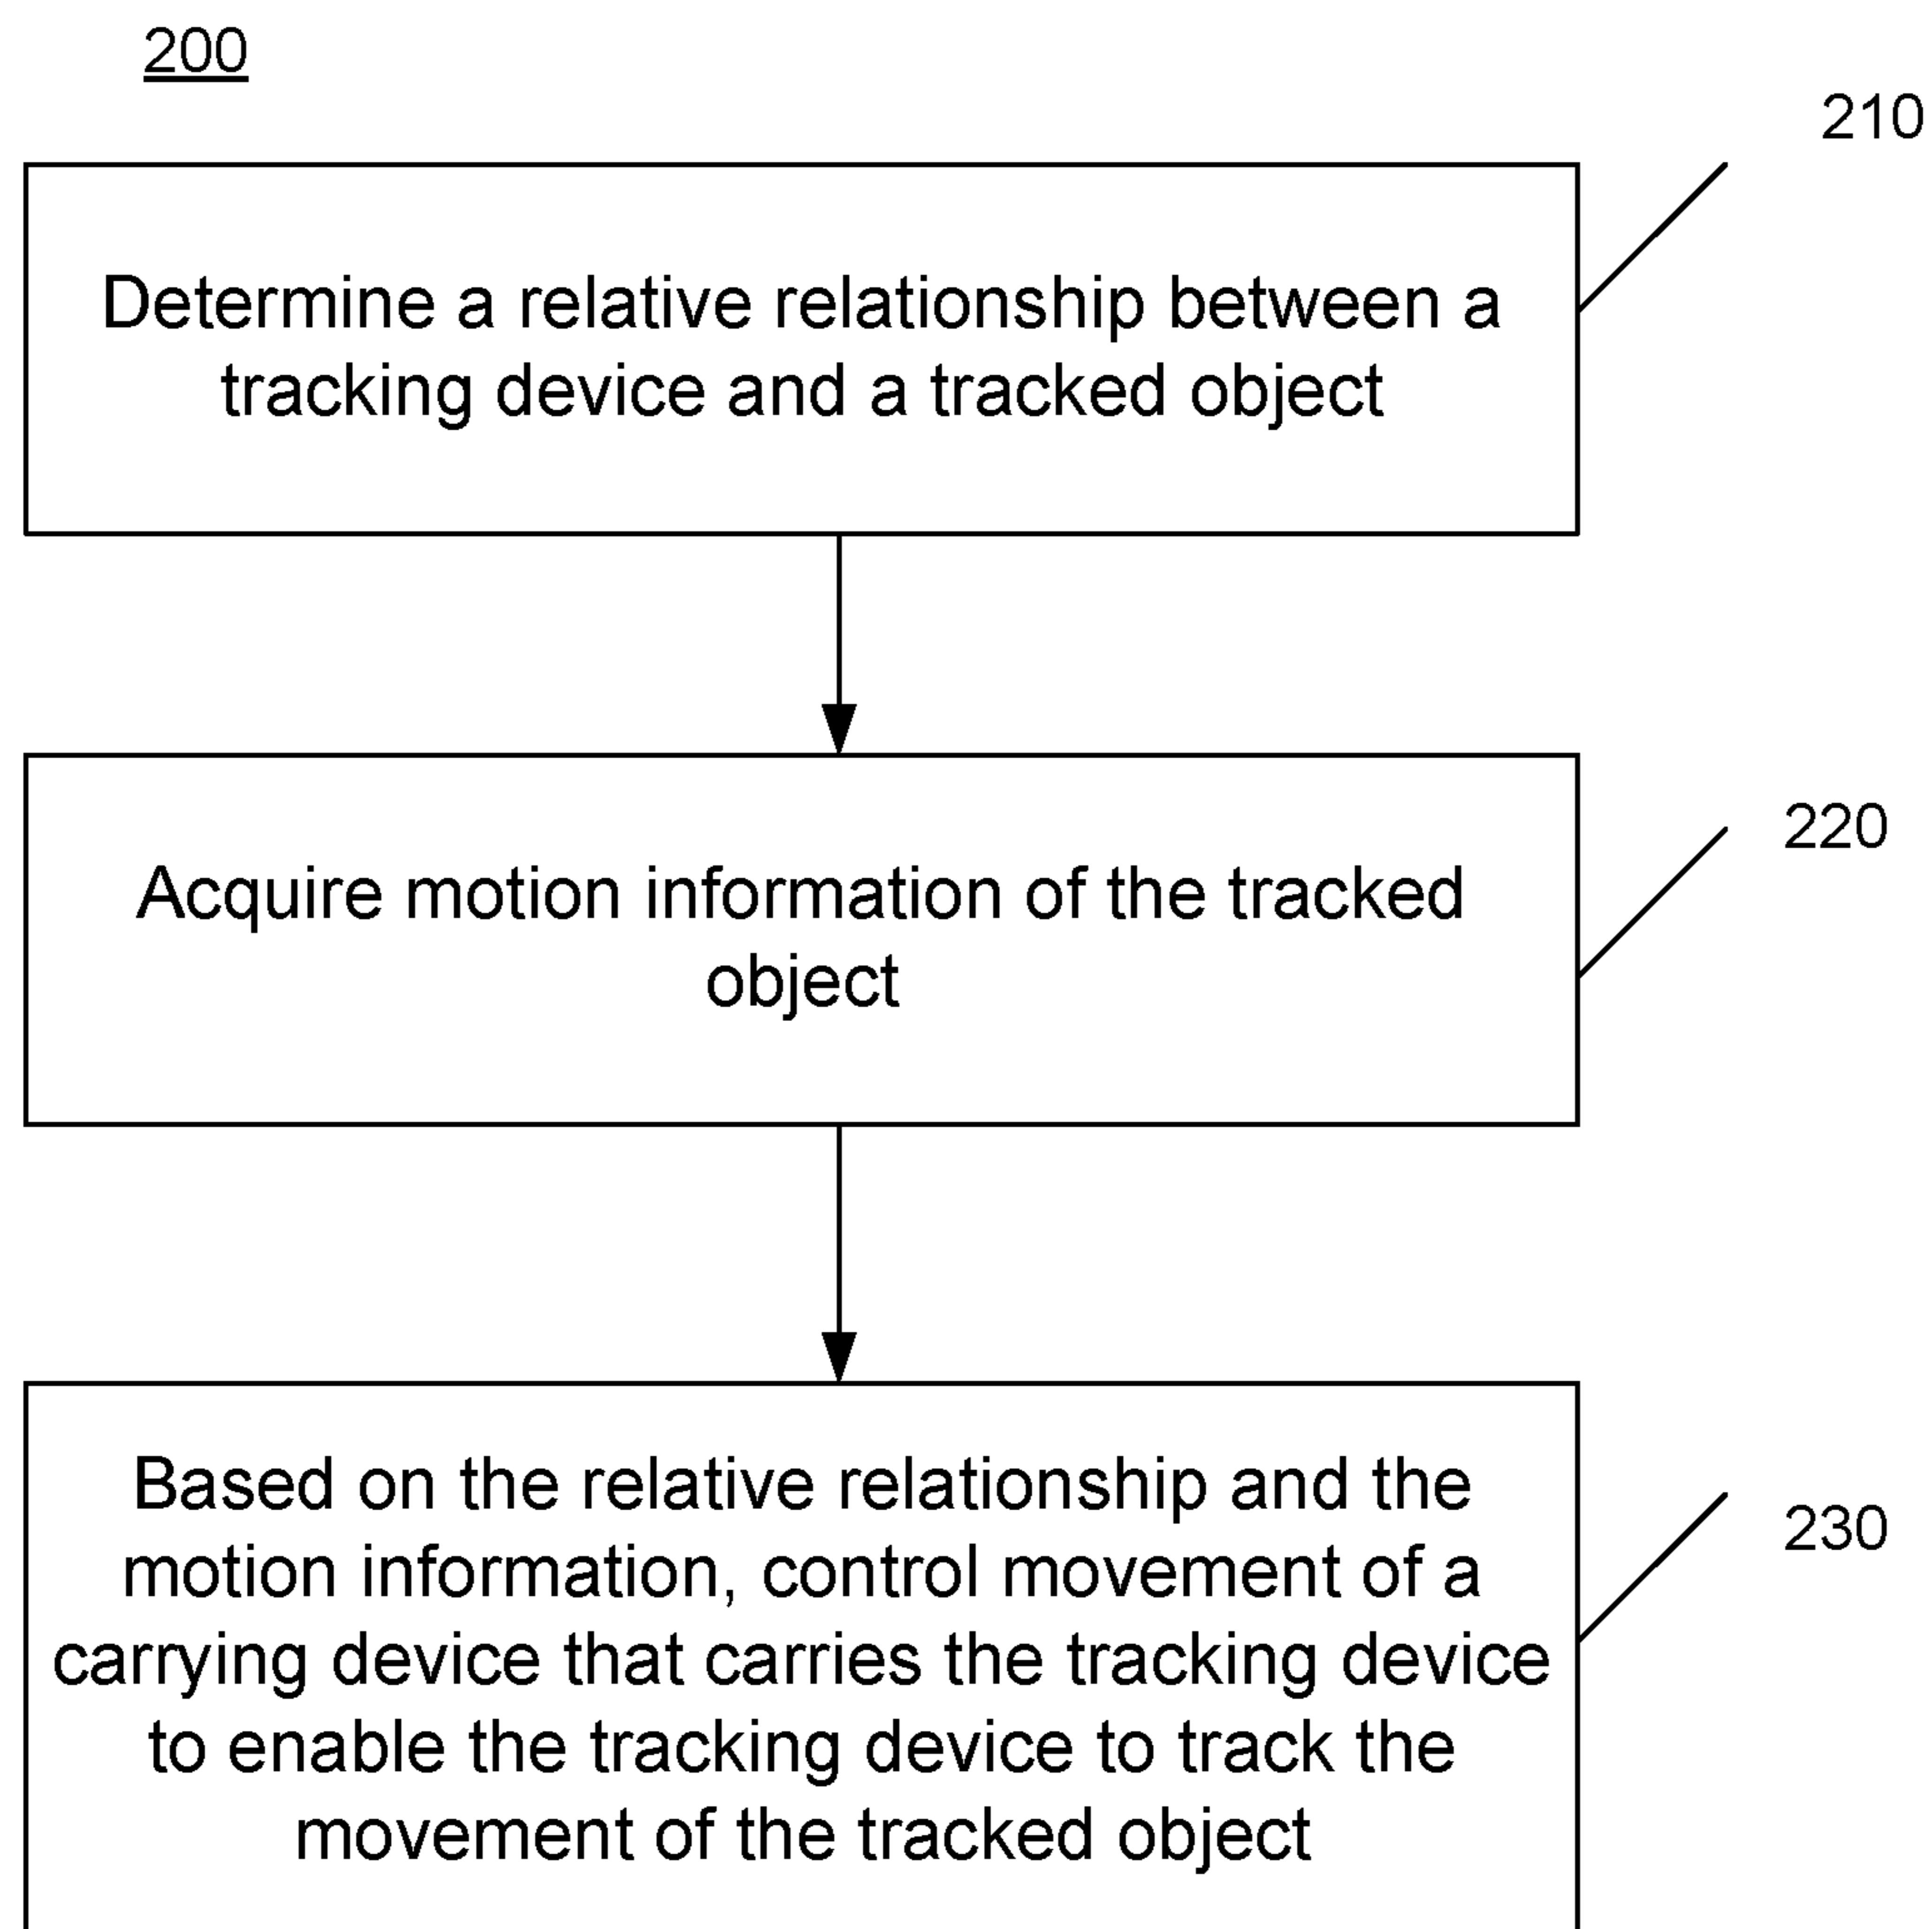 200
210
Determine a relative relationship between a
tracking device and a tracked object
220
Acquire motion information of the tracked
object
230
Based on the relative relationship and the
motion information, control movement of a
carrying device that carries the tracking device
to enable the tracking device to track the
movement of the tracked object